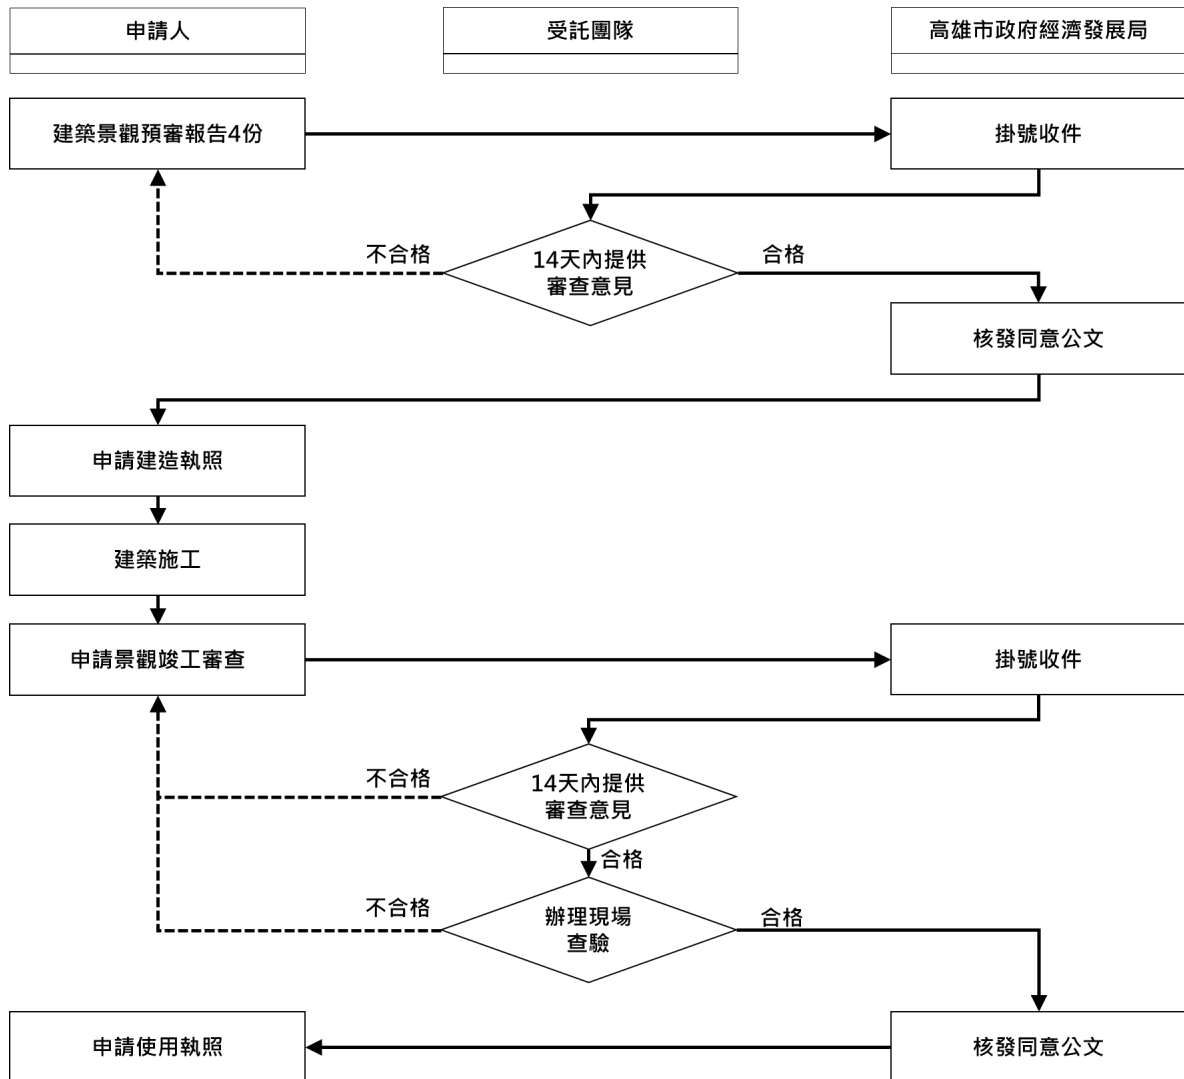 申請人
受託團隊
高雄市政府經濟發展局
建築景觀預審報告4份
掛號收件
不合格
14天內提供
審查意見
合格
核發同意公文
申請建造執照
建築施工
申請景觀竣工審查
掛號收件
不合格
14天內提供
審查意見
合格
不合格
辦理現場
查驗
合格
申請使用執照
核發同意公文